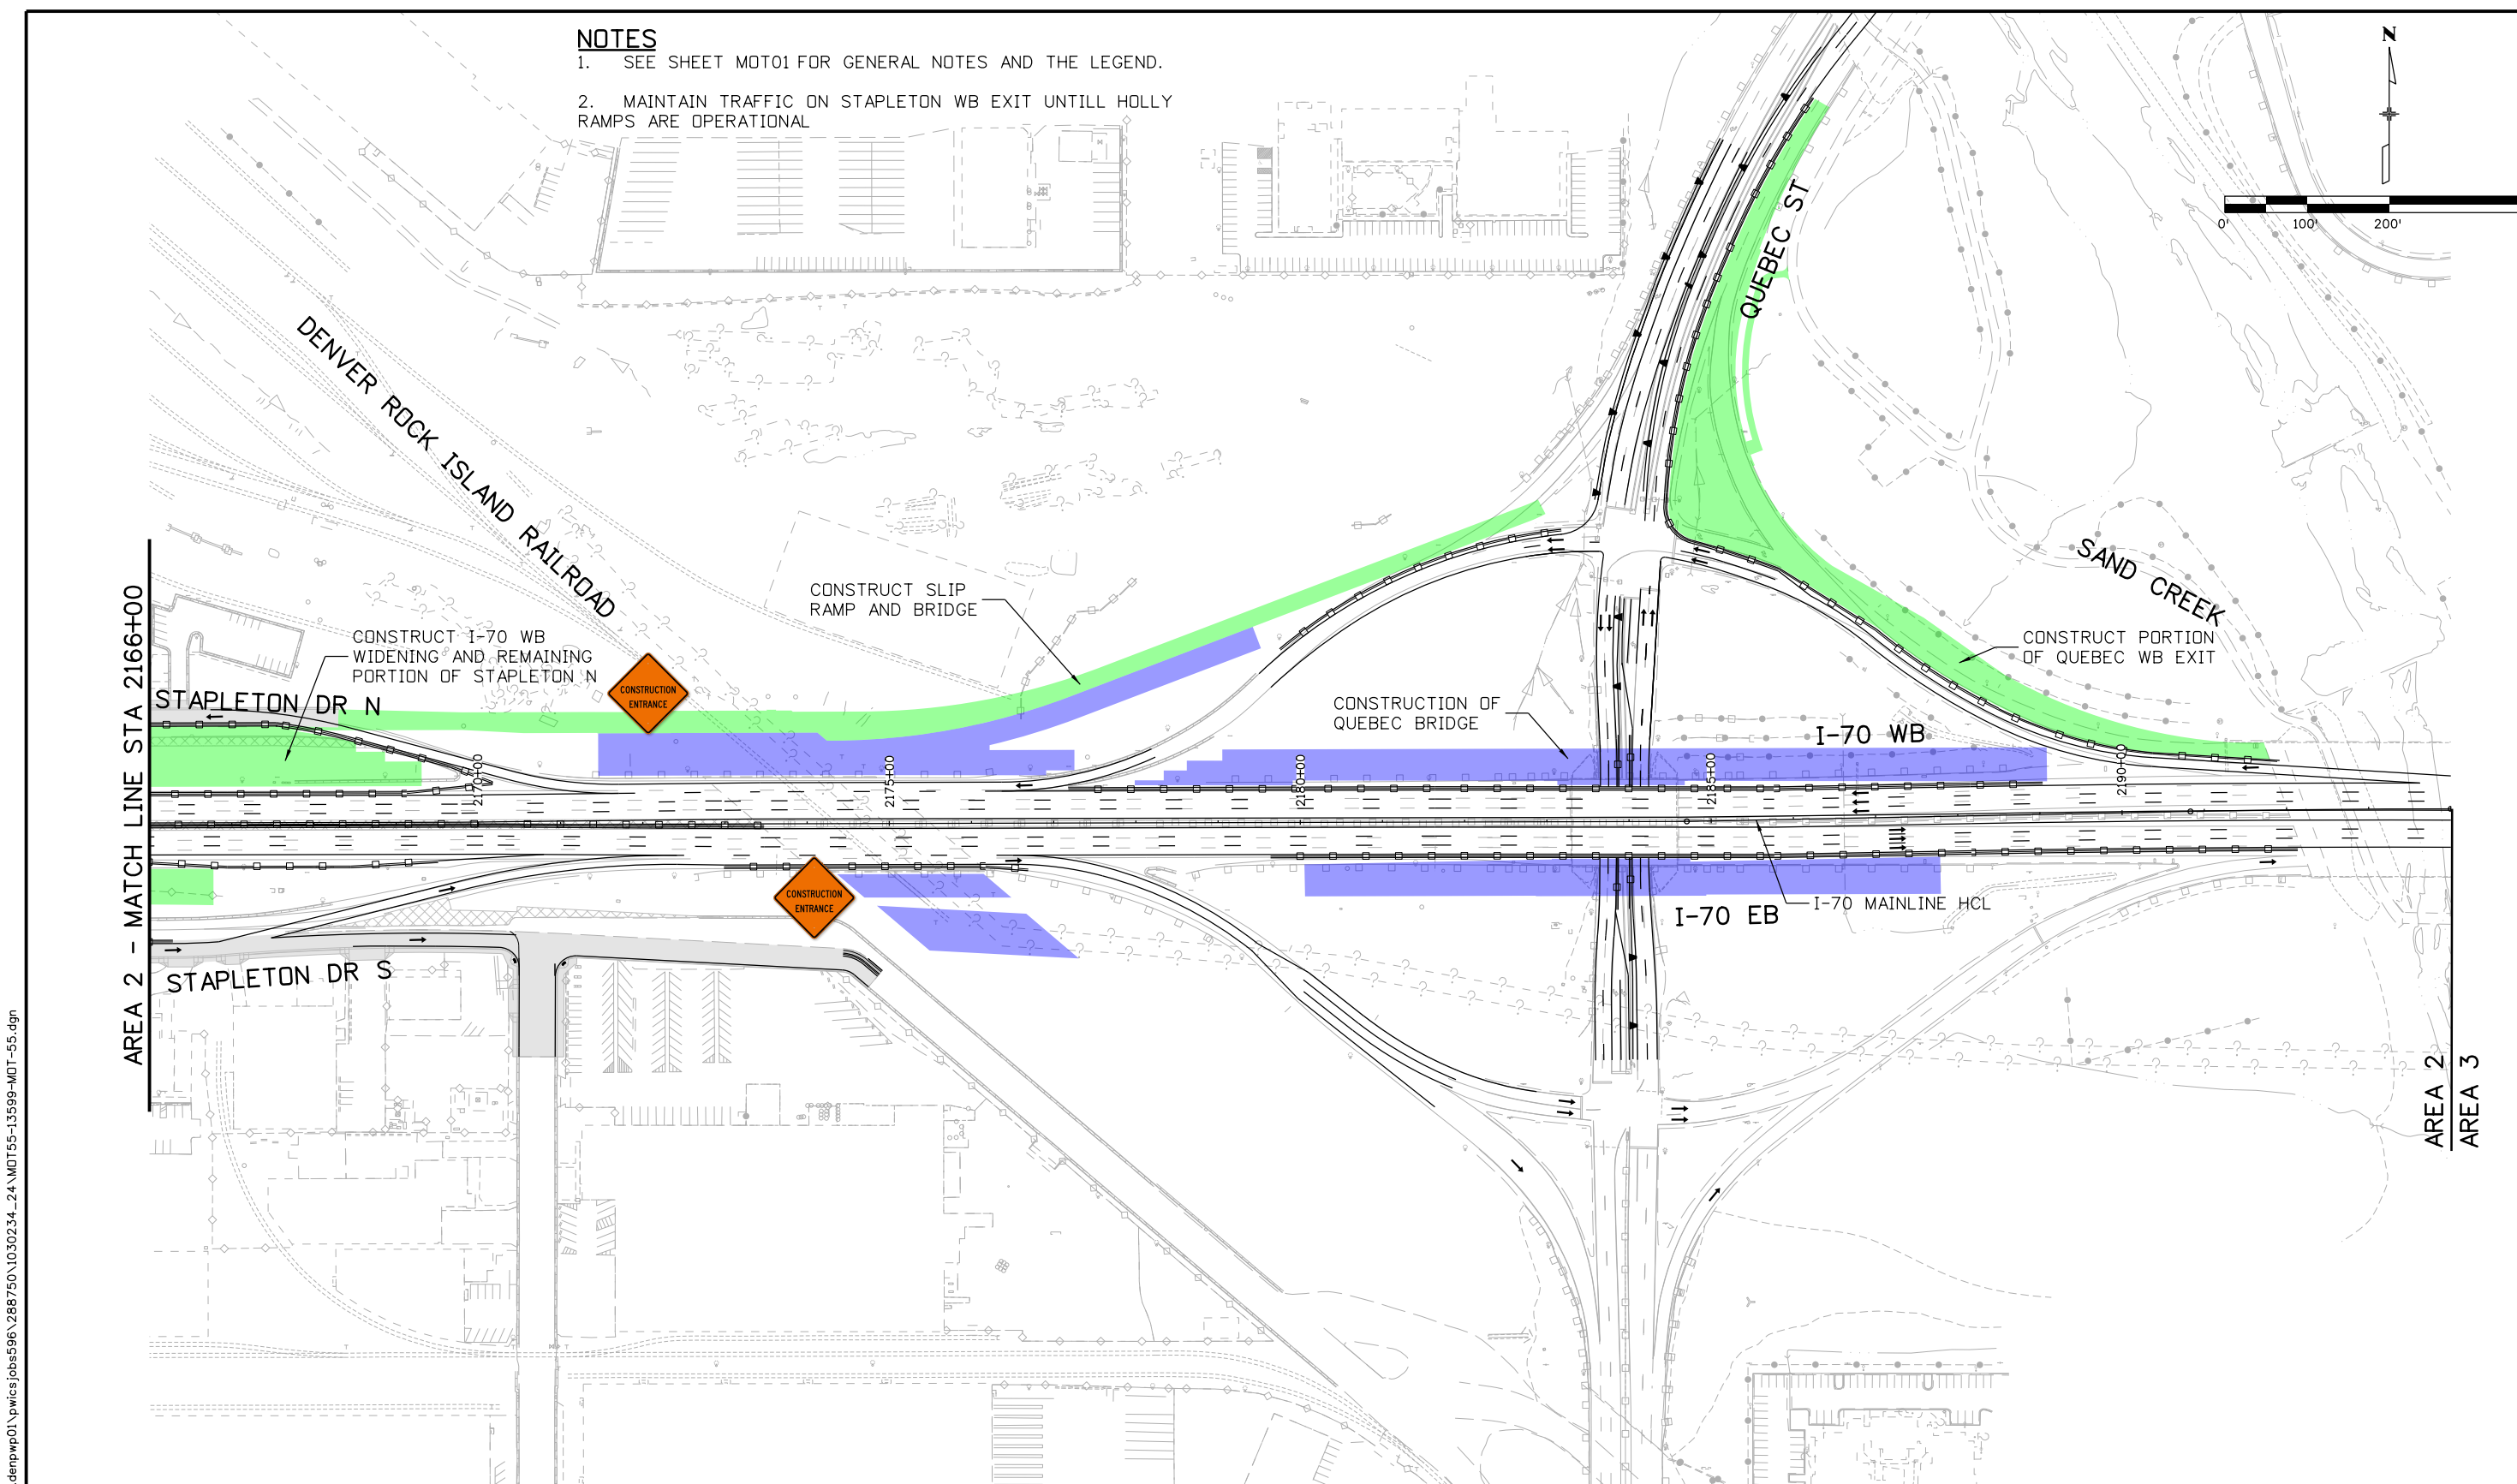 NOTES
1. SEE SHEET MOT01 FOR GENERAL NOTES AND THE LEGEND.
2. MAINTAIN TRAFFIC ON STAPLETON WB EXIT UNTILL HOLLY
RAMPS ARE OPERATIONAL
N
0' 100' 200'
QUEBEC ST
DENVER ROCK ISLAND RAILROAD
SAND CREEK
CONSTRUCT SLIP
RAMP AND BRIDGE
CONSTRUCT I-70 WB
WIDENING AND REMAINING
PORTION OF STAPLETON N
CONSTRUCT PORTION
OF QUEBEC WB EXIT
CONSTRUCTION
ENTRANCE
STAPLETON DR N
CONSTRUCTION OF
QUEBEC BRIDGE
I-70 WB
2170+00
2175+00
2180+00
2185+00
2190+00
AREA 2 - MATCH LINE STA 2166+00
CONSTRUCTION
ENTRANCE
I-70 MAINLINE HCL
I-70 EB
STAPLETON DR S
AREA 2
AREA 3
denpwp01\pwicsjobs596\288750\1030234_24\MOT55-13599-MOT-55.dgn